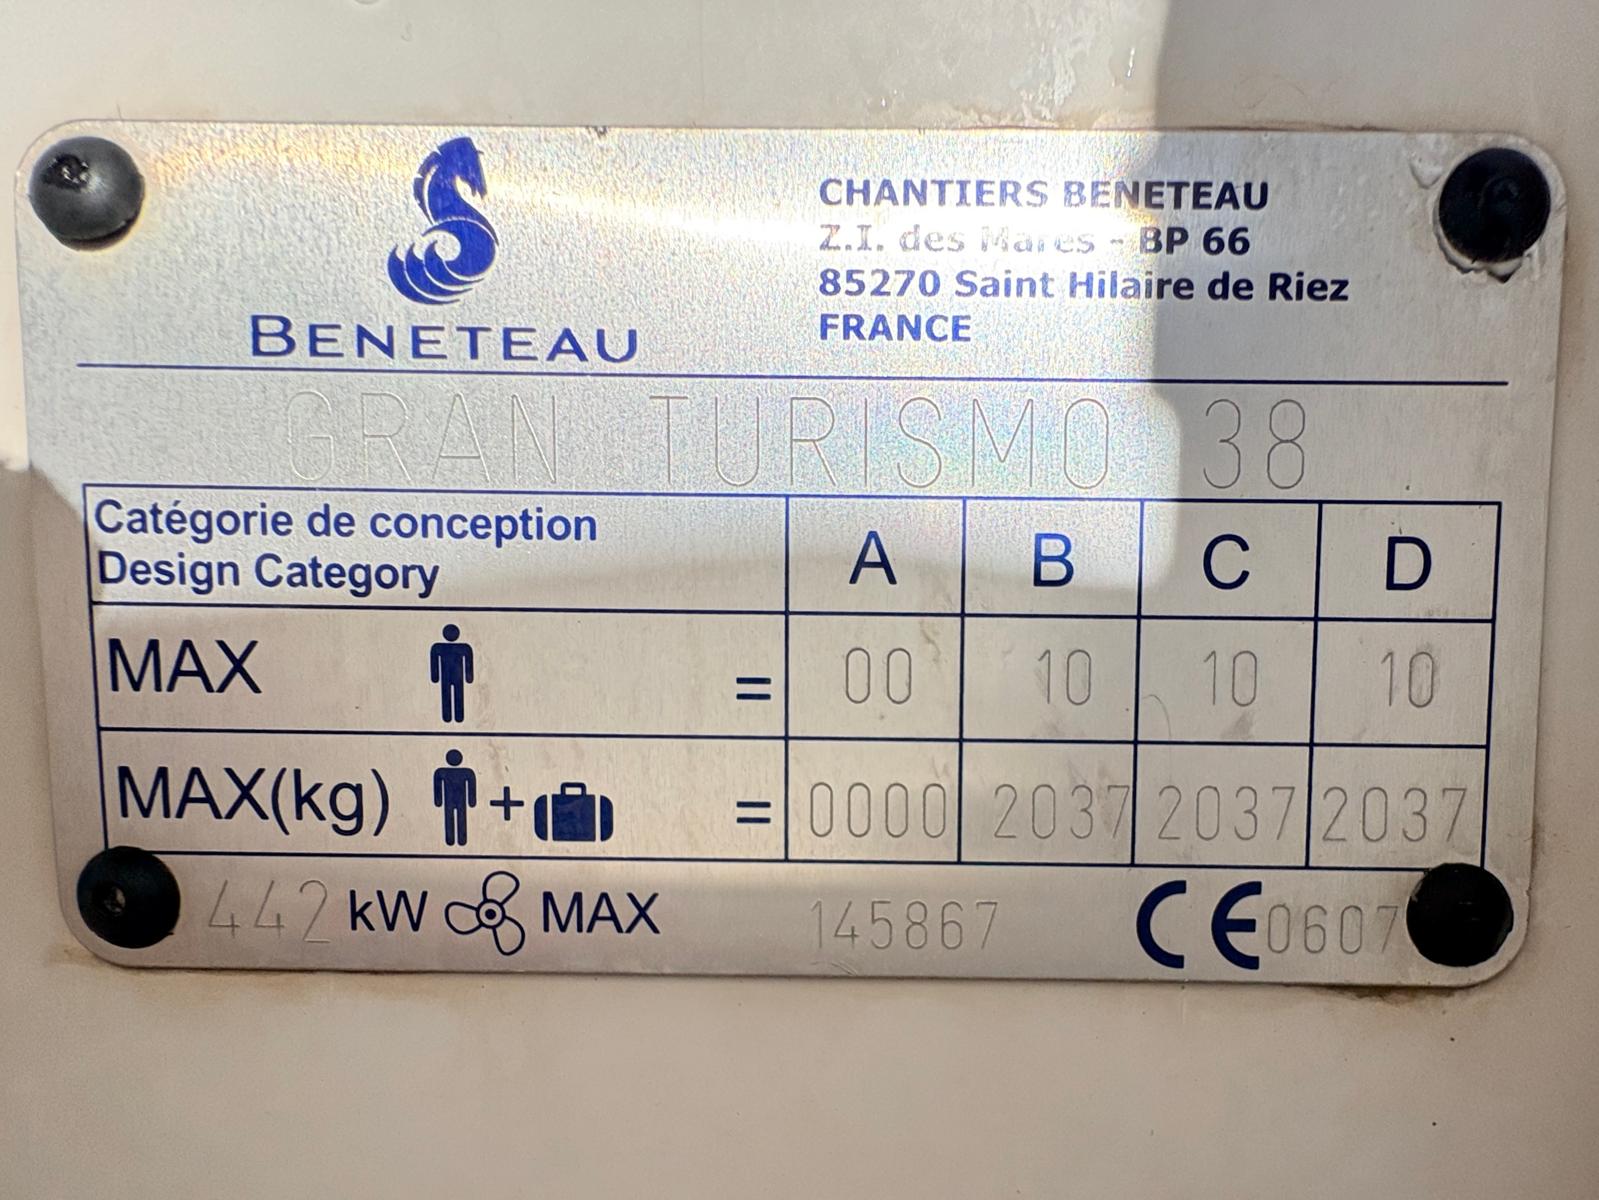 BENETEAU
CHANTIERS BENETEAU
Z.I. des Mares - BP 66
85270 Saint Hilaire de Riez
FRANCE
GRAN TURISMO 38
Catégorie de conception
Design Category
A B C D
MAX = 00 10 10 10
MAX(kg) + = 0000 2037 2037 2037
442 kW MAX 145867 CE 0607